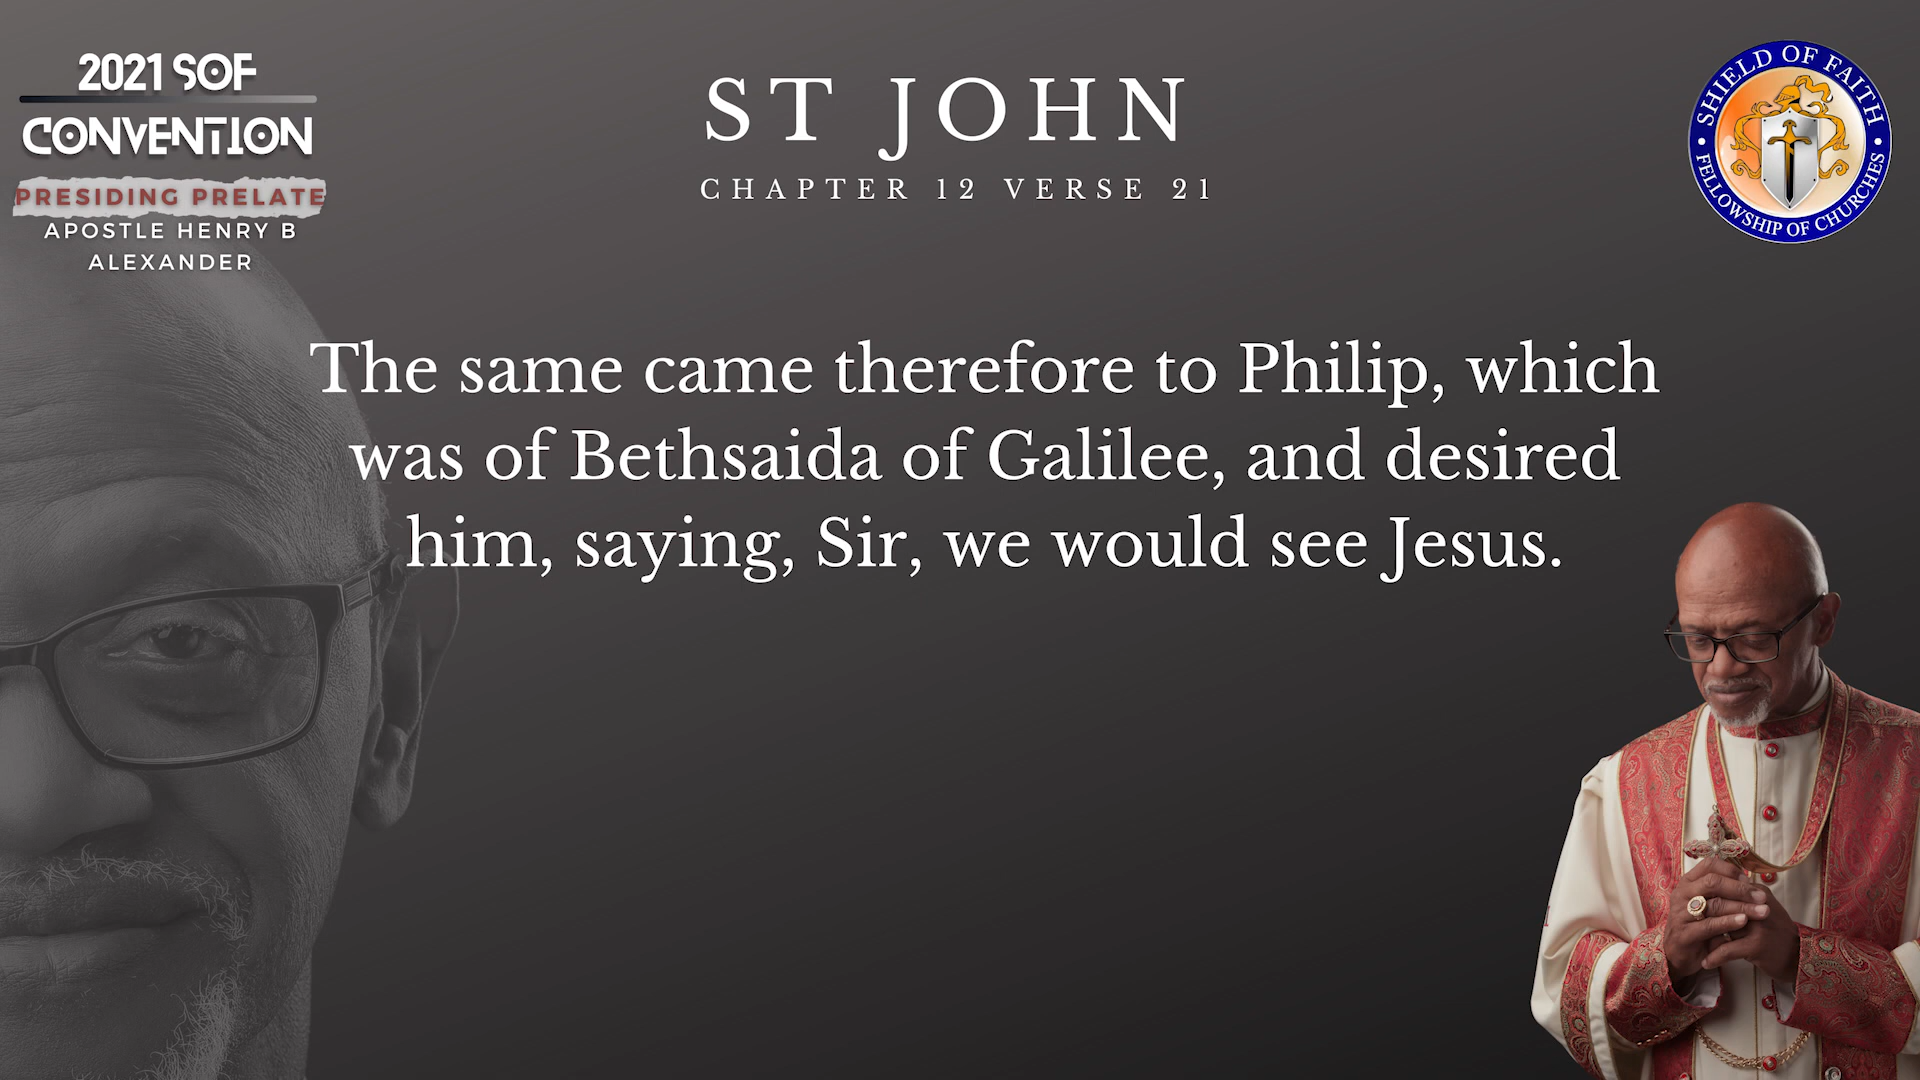 2021 SOF
CONVENTION
PRESIDING PRELATE
APOSTLE HENRY B
ALEXANDER
ST JOHN
CHAPTER 12 VERSE 21
SHIELD OF FAITH
FELLOWSHIP OF CHURCHES
The same came therefore to Philip, which
was of Bethsaida of Galilee, and desired
him, saying, Sir, we would see Jesus.